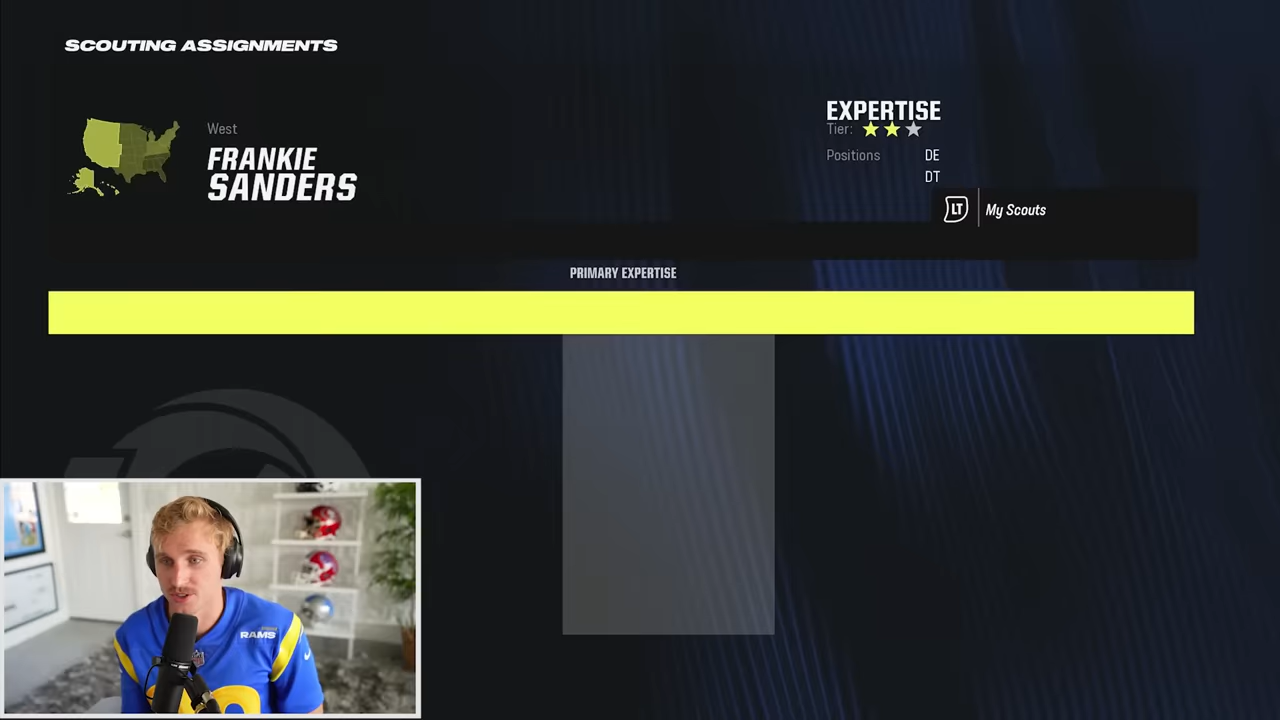 SCOUTING ASSIGNMENTS
West
FRANKIE
SANDERS
EXPERTISE
Tier:
Positions DE
DT
LT My Scouts
PRIMARY EXPERTISE
RAMS